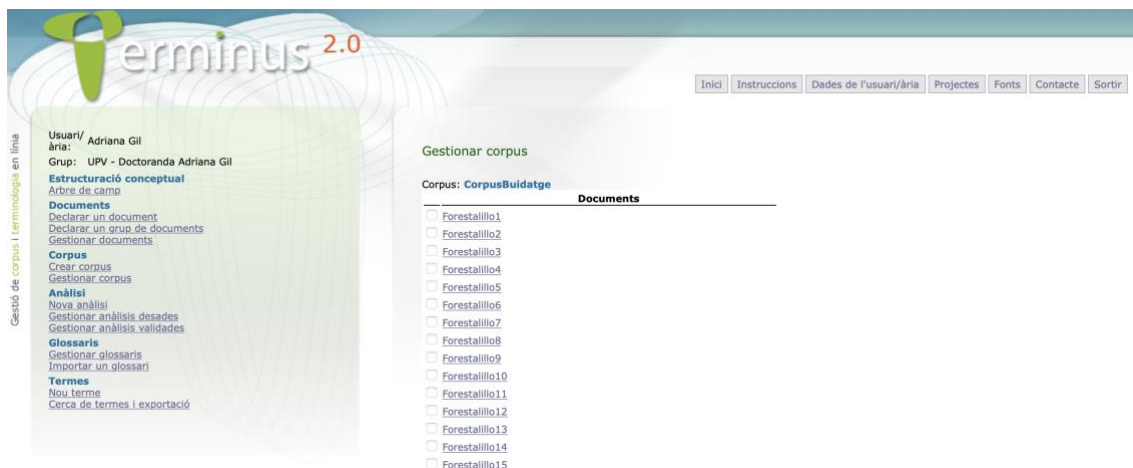 Terminus 2.0
Inici Instruccions Dades de l'usuari/ària Projectes Fonts Contacte Sortir
Gestió de corpus i terminologia en línia
Usuari/ària: Adriana Gil
Grup: UPV - Doctoranda Adriana Gil
Estructuració conceptual
Arbre de camp
Documents
Declarar un document
Declarar un grup de documents
Gestionar documents
Corpus
Crear corpus
Gestionar corpus
Anàlisi
Nova anàlisi
Gestionar anàlisis desades
Gestionar anàlisis validades
Glossaris
Gestionar glossaris
Importar un glossari
Termes
Nou terme
Cerca de termes i exportació
Gestionar corpus
Corpus: CorpusBuidatge
Documents
Forestalillo1
Forestalillo2
Forestalillo3
Forestalillo4
Forestalillo5
Forestalillo6
Forestalillo7
Forestalillo8
Forestalillo9
Forestalillo10
Forestalillo11
Forestalillo12
Forestalillo13
Forestalillo14
Forestalillo15